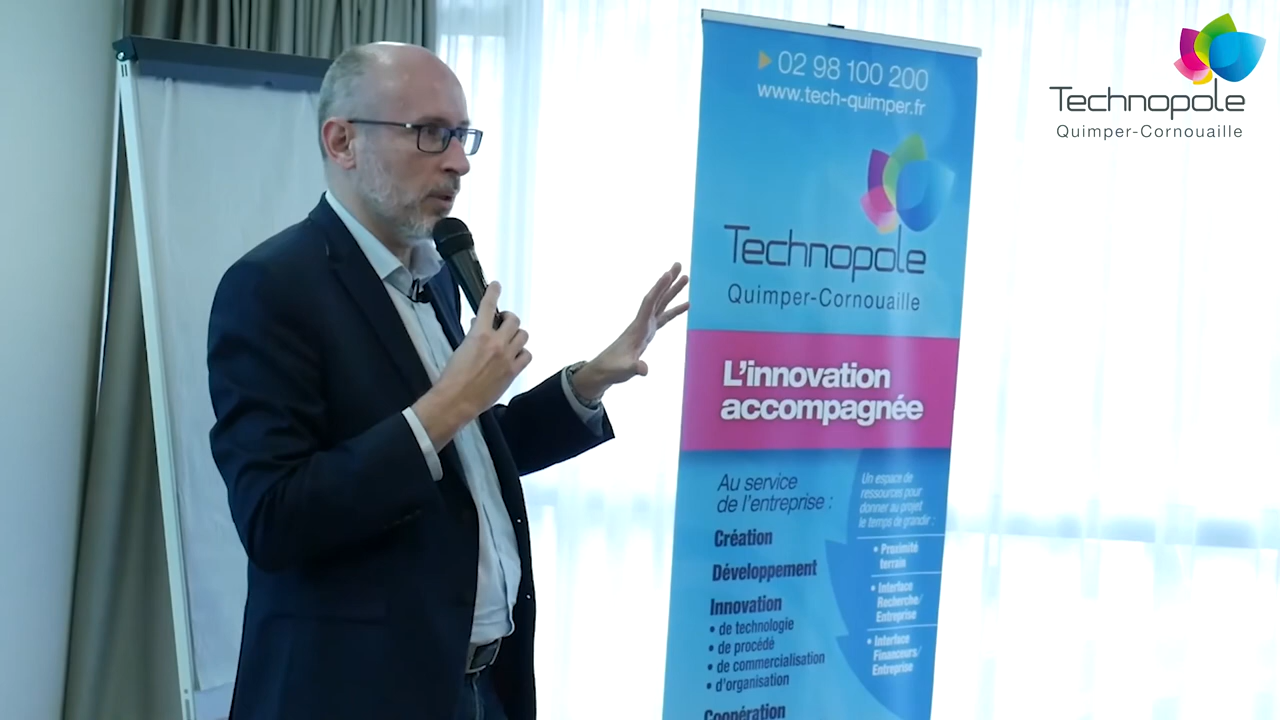 02 98 100 200
www.tech-quimper.fr
Technopole
Quimper-Cornouaille
L'innovation
accompagnée
Au service
de l'entreprise :
Création
Développement
Innovation
• de technologie
• de procédé
• de commercialisation
• d'organisation
Coopération
Un espace de
ressources pour
donner au projet
le temps de grandir :
• Proximité
terrain
• Interface
Recherche/
Entreprise
• Interface
Financeurs/
Entreprise
Technopole
Quimper-Cornouaille